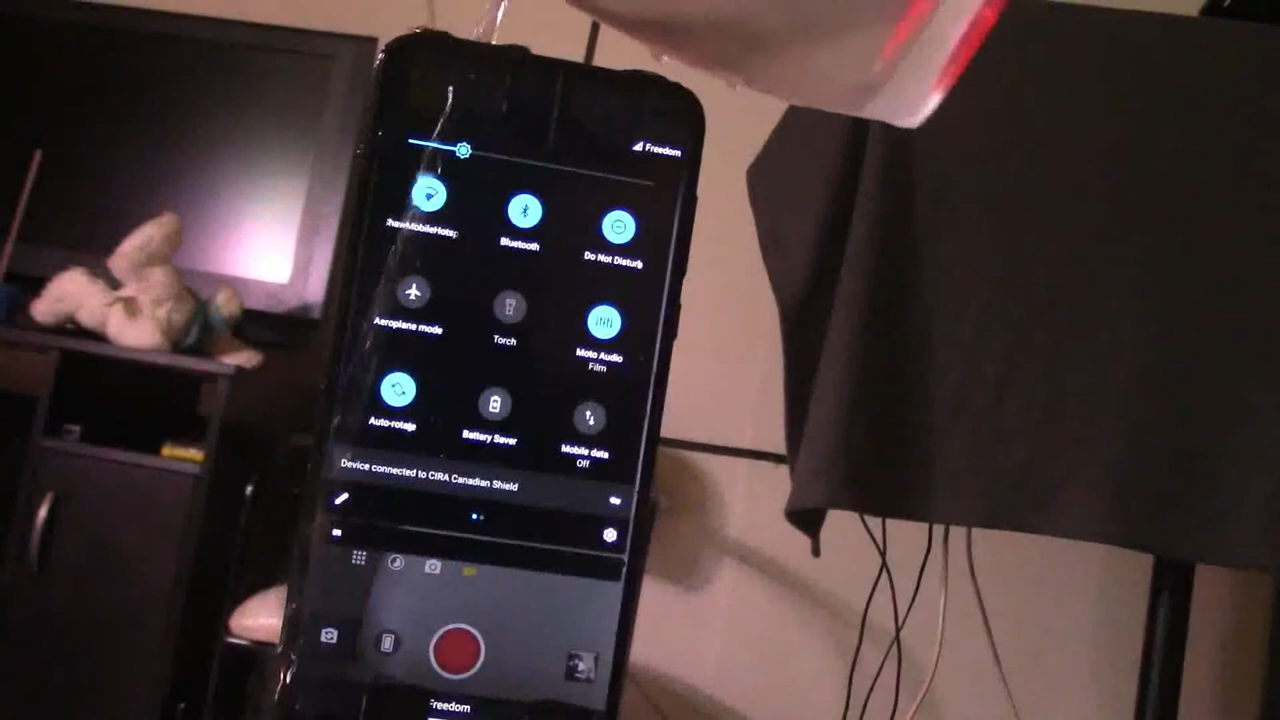 Freedom
hawMobileHots
Bluetooth
Do Not Disturb
Aeroplane mode
Torch
Moto Audio
Film
Auto-rotate
Battery Saver
Mobile data
Off
Device connected to CIRA Canadian Shield
Freedom